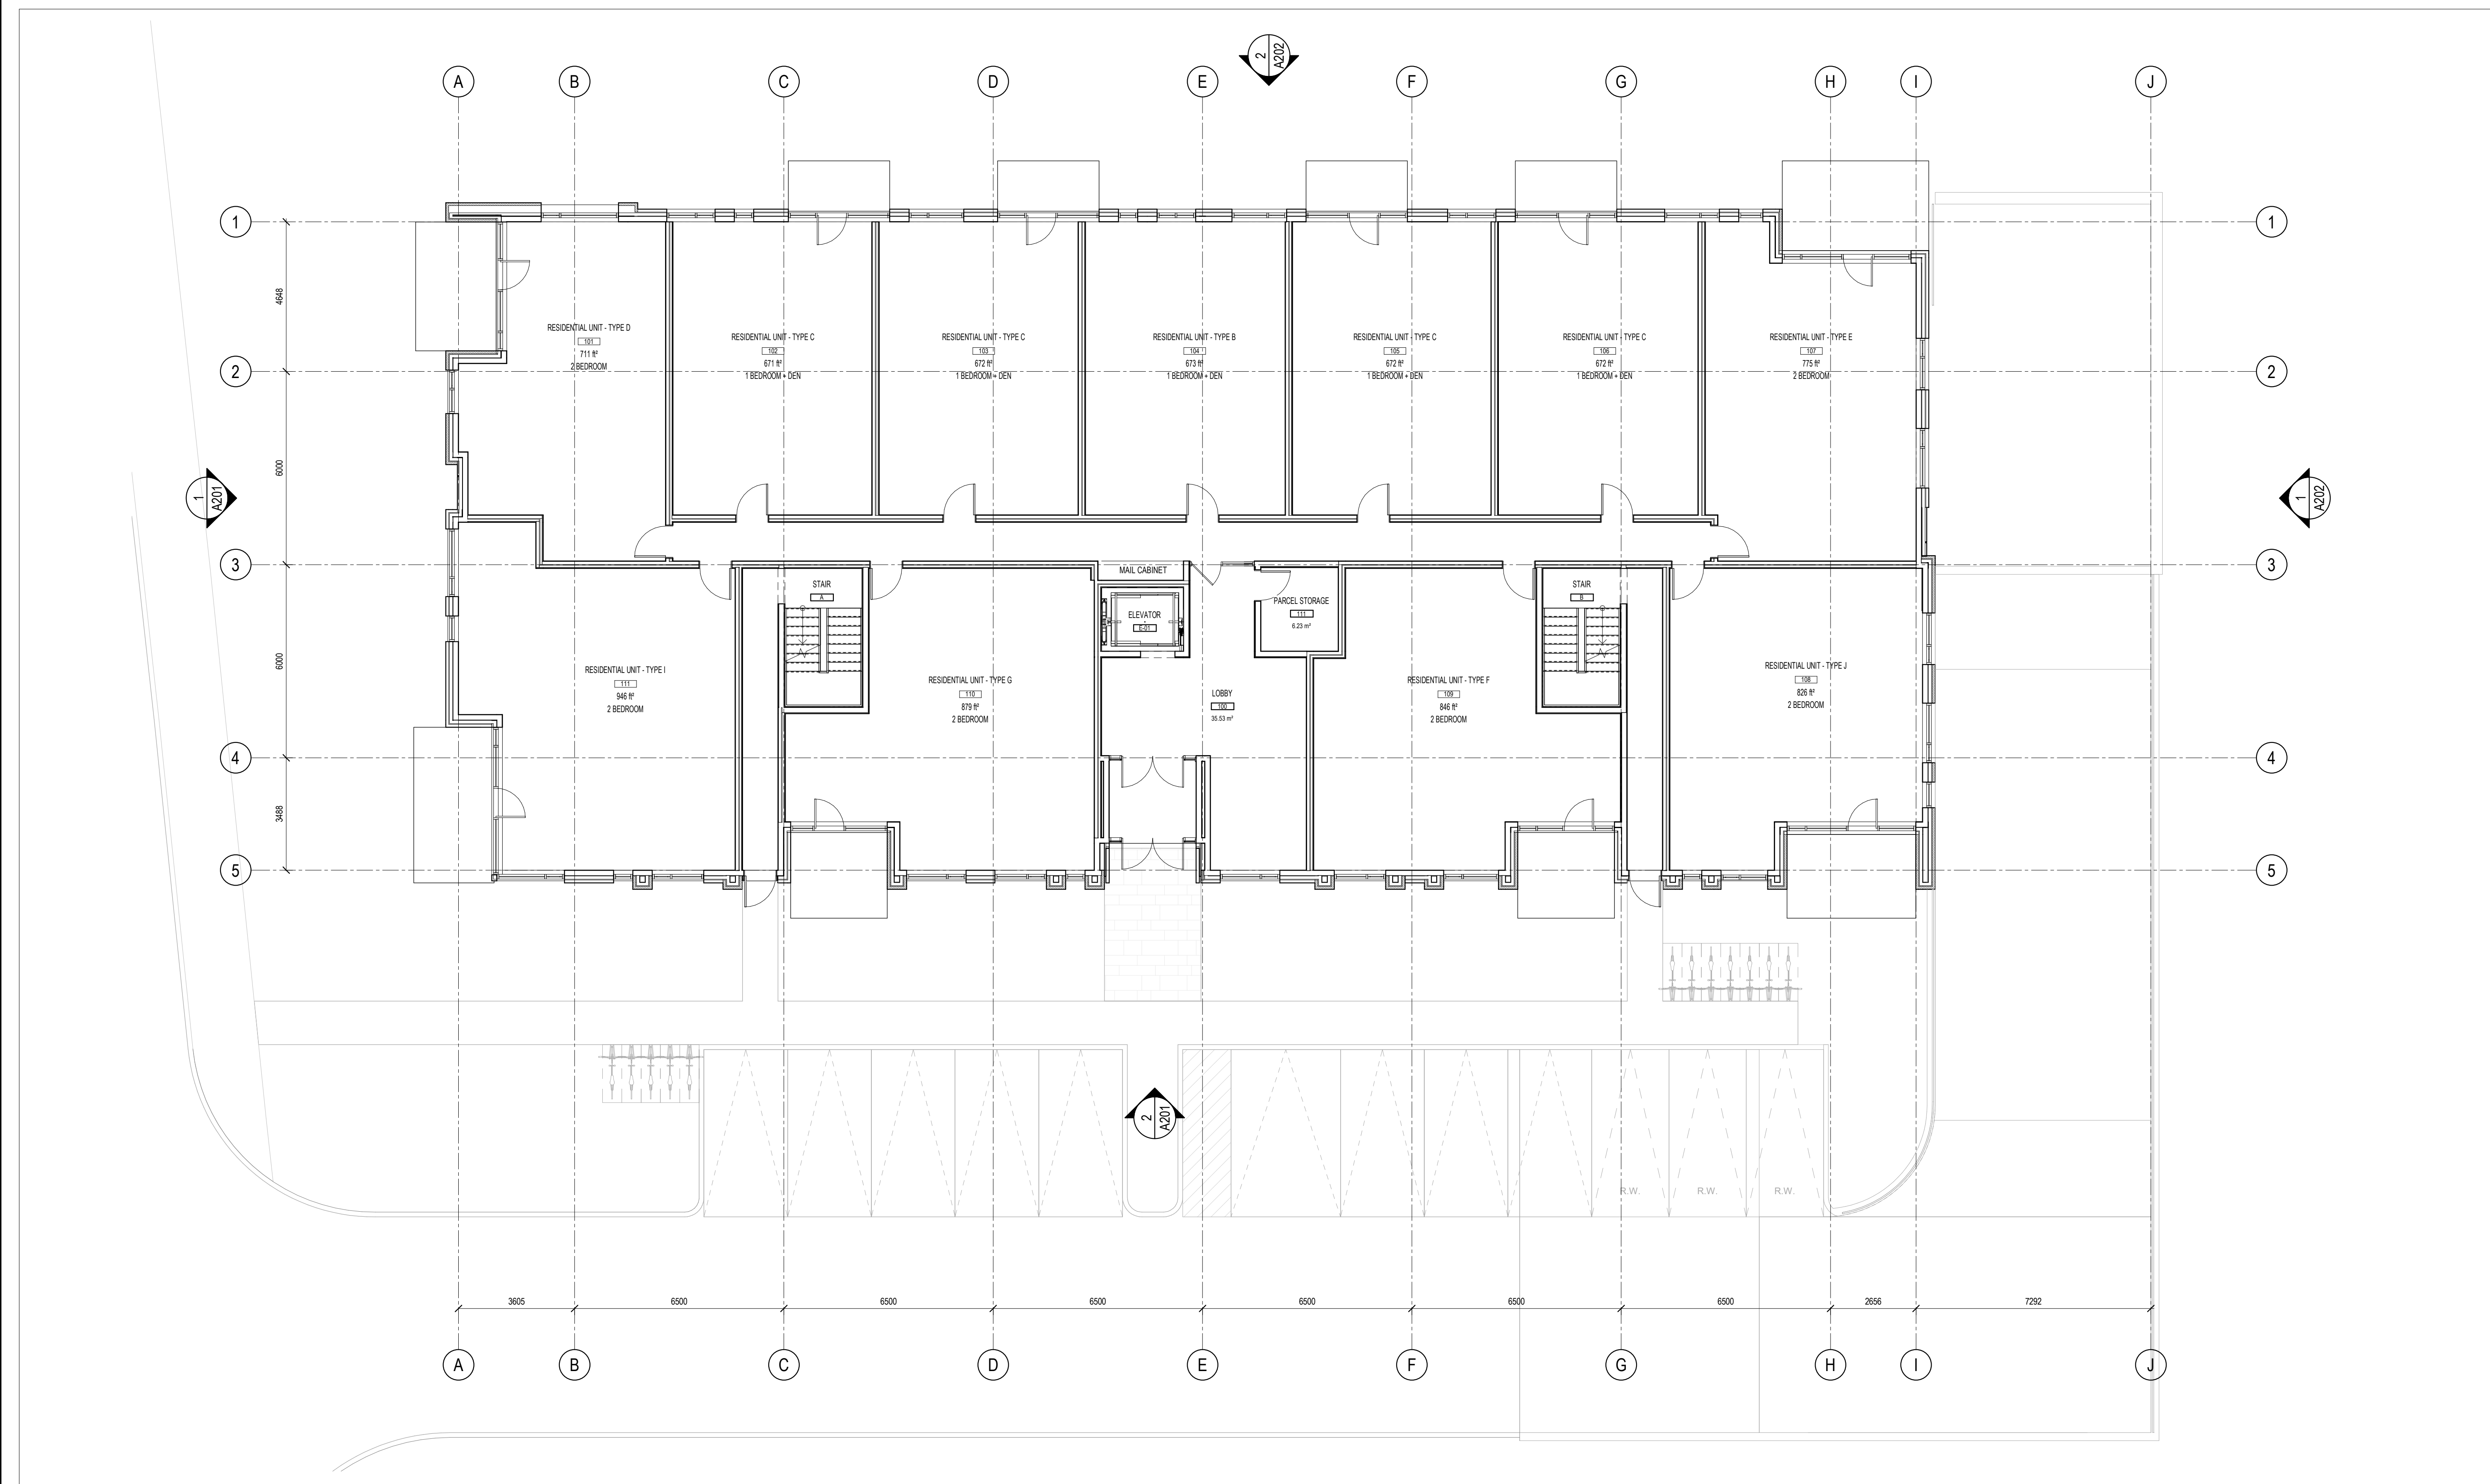 2
A202
A B C D E F G H I J
1 1
4648
RESIDENTIAL UNIT - TYPE D
101
711 ft²
2 BEDROOM
RESIDENTIAL UNIT - TYPE C
102
671 ft²
1 BEDROOM + DEN
RESIDENTIAL UNIT - TYPE C
103
672 ft²
1 BEDROOM + DEN
RESIDENTIAL UNIT - TYPE B
104
673 ft²
1 BEDROOM + DEN
RESIDENTIAL UNIT - TYPE C
105
672 ft²
1 BEDROOM + DEN
RESIDENTIAL UNIT - TYPE C
106
672 ft²
1 BEDROOM + DEN
RESIDENTIAL UNIT - TYPE E
107
775 ft²
2 BEDROOM
2 2
6000
1
A201
1
A202
3 3
MAIL CABINET
STAIR
A
ELEVATOR
E-01
PARCEL STORAGE
111
6.23 m²
STAIR
B
6000
RESIDENTIAL UNIT - TYPE I
111
946 ft²
2 BEDROOM
RESIDENTIAL UNIT - TYPE G
110
879 ft²
2 BEDROOM
LOBBY
100
35.53 m²
RESIDENTIAL UNIT - TYPE F
109
846 ft²
2 BEDROOM
RESIDENTIAL UNIT - TYPE J
108
826 ft²
2 BEDROOM
4 4
3488
5 5
2
A201
R.W. R.W. R.W.
3605 6500 6500 6500 6500 6500 6500 2656 7292
A B C D E F G H I J